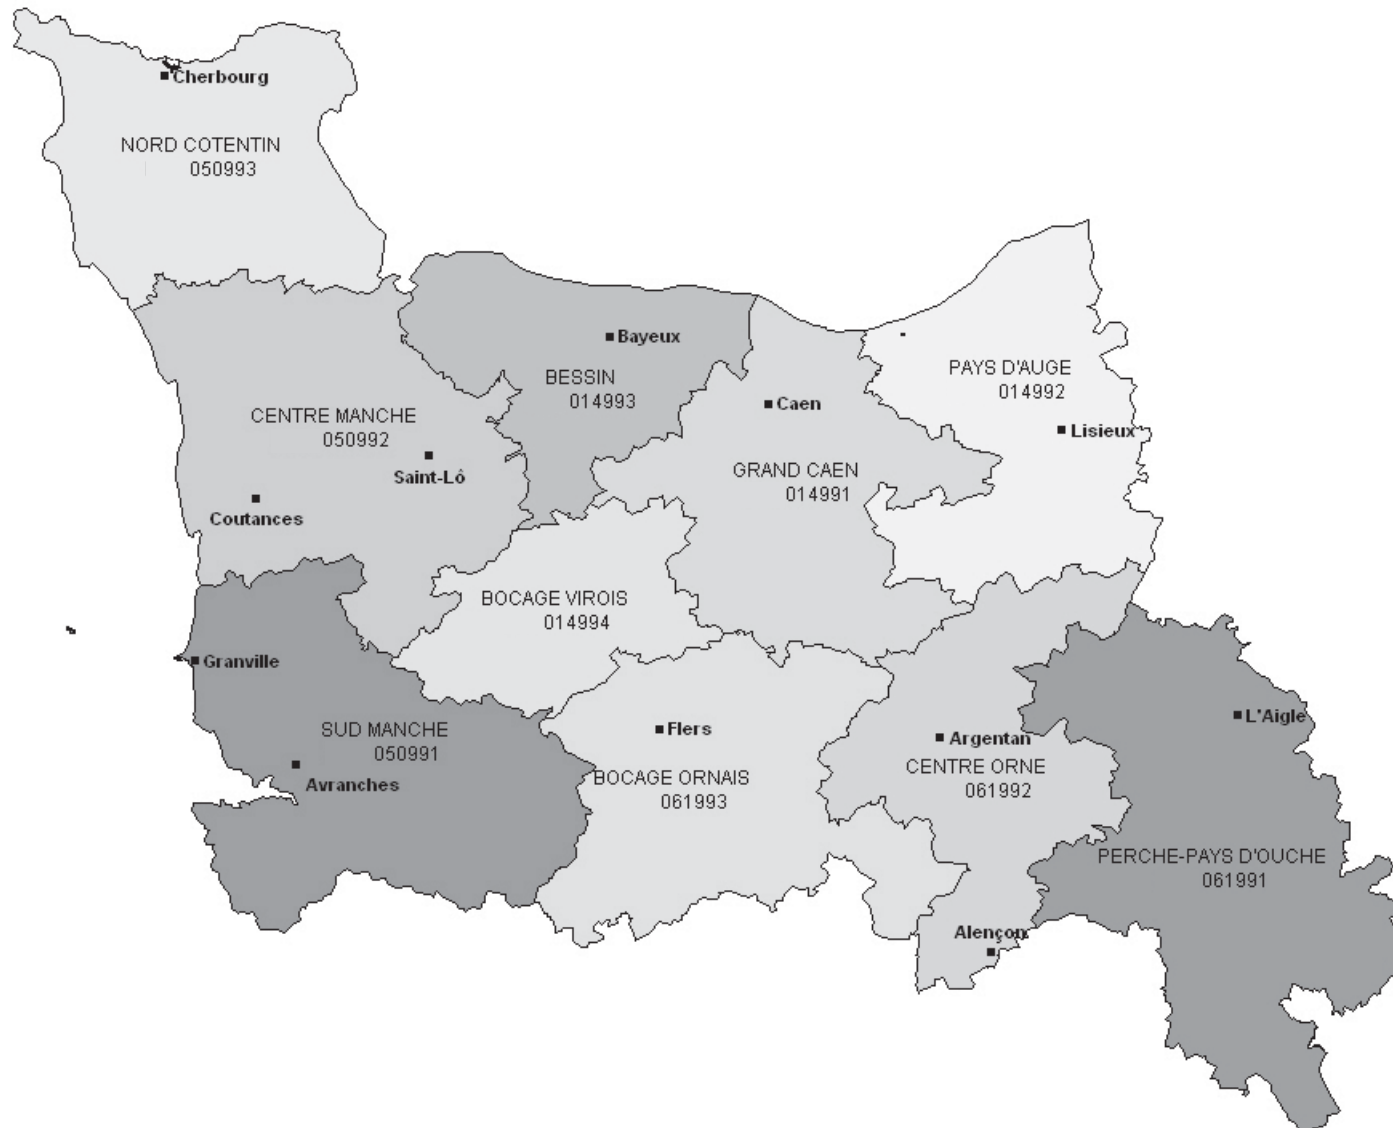 Cherbourg
NORD COTENTIN
050993
Bayeux
BESSIN
014993
PAYS D'AUGE
014992
Caen
CENTRE MANCHE
050992
Lisieux
Saint-Lô
GRAND CAEN
014991
Coutances
BOCAGE VIROIS
014994
Granville
SUD MANCHE
050991
Flers
L'Aigle
Argentan
CENTRE ORNE
061992
Avranches
BOCAGE ORNAIS
061993
PERCHE-PAYS D'OUCHE
061991
Alençon